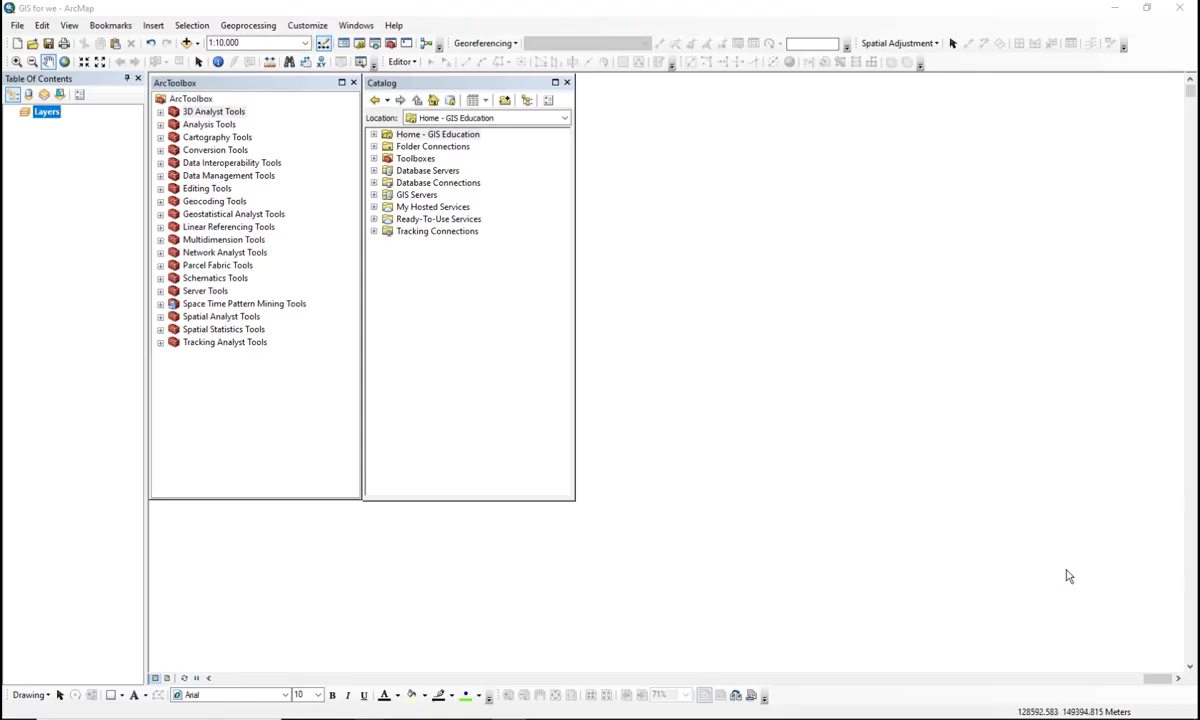 GIS for we - ArcMap
File Edit View Bookmarks Insert Selection Geoprocessing Customize Windows Help
1:10,000 Georeferencing Spatial Adjustment
Editor
Table Of Contents
Layers
ArcToolbox
ArcToolbox
3D Analyst Tools
Analysis Tools
Cartography Tools
Conversion Tools
Data Interoperability Tools
Data Management Tools
Editing Tools
Geocoding Tools
Geostatistical Analyst Tools
Linear Referencing Tools
Multidimension Tools
Network Analyst Tools
Parcel Fabric Tools
Schematics Tools
Server Tools
Space Time Pattern Mining Tools
Spatial Analyst Tools
Spatial Statistics Tools
Tracking Analyst Tools
Catalog
Location: Home - GIS Education
Home - GIS Education
Folder Connections
Toolboxes
Database Servers
Database Connections
GIS Servers
My Hosted Services
Ready-To-Use Services
Tracking Connections
Drawing A Arial 10 B I U A 71%
128592.583 149394.815 Meters